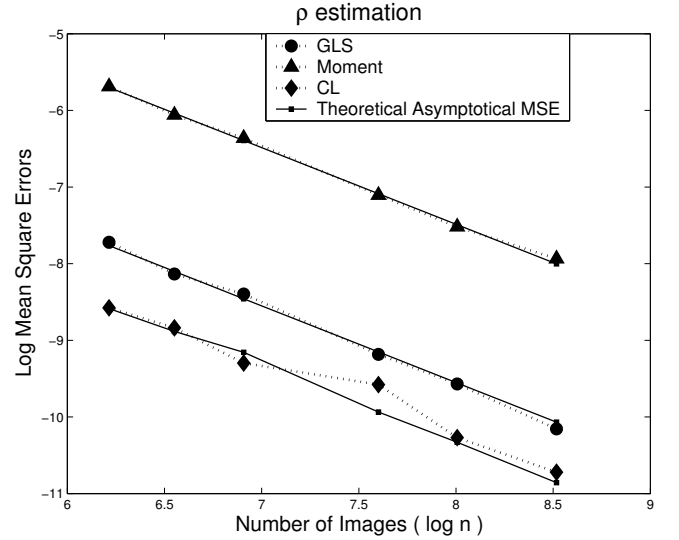 ρ estimation
GLS
Moment
CL
Theoretical Asymptotical MSE
−5
−6
−7
−8
−9
−10
−11
Log Mean Square Errors
6
6.5
7
7.5
8
8.5
9
Number of Images ( log n )